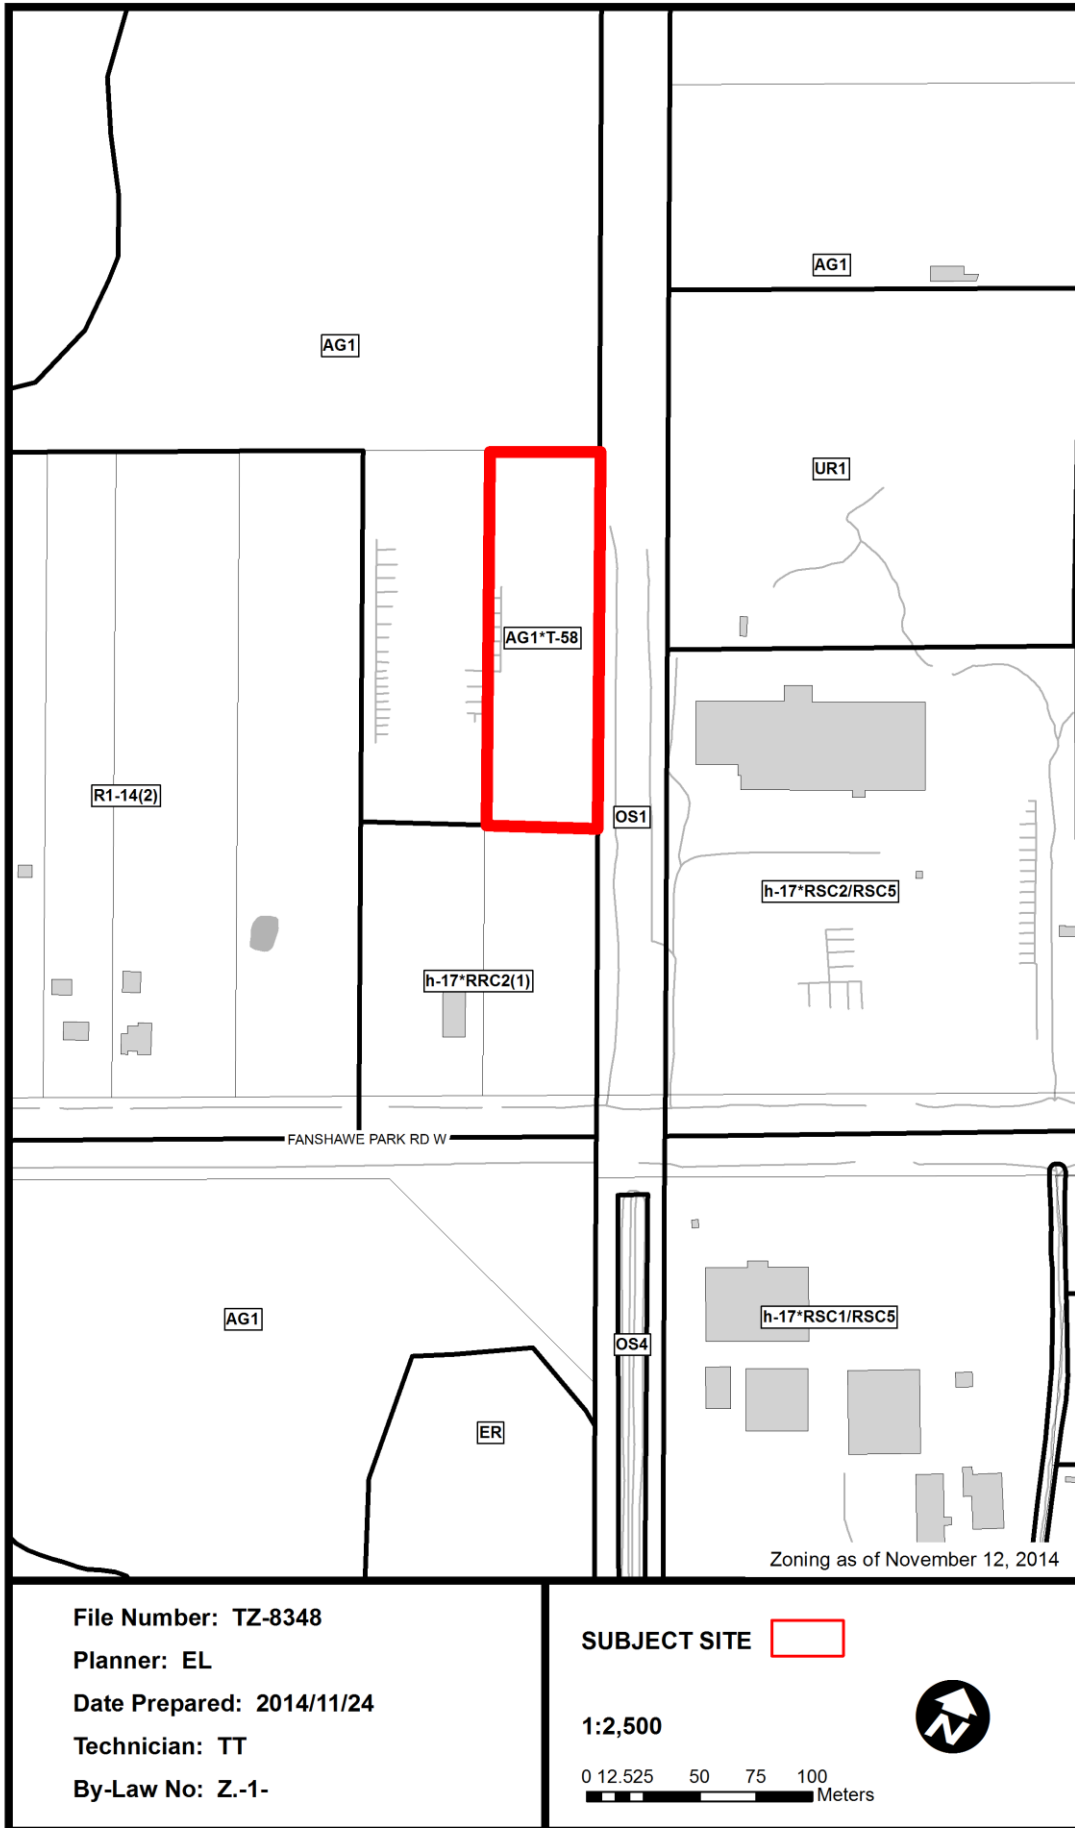 AG1
AG1
UR1
AG1*T-58
R1-14(2)
OS1
h-17*RSC2/RSC5
h-17*RRC2(1)
FANSHAWE PARK RD W
AG1
h-17*RSC1/RSC5
OS4
ER
Zoning as of November 12, 2014
File Number: TZ-8348
Planner: EL
Date Prepared: 2014/11/24
Technician: TT
By-Law No: Z.-1-
SUBJECT SITE
1:2,500
N
0 12.525 50 75 100
Meters